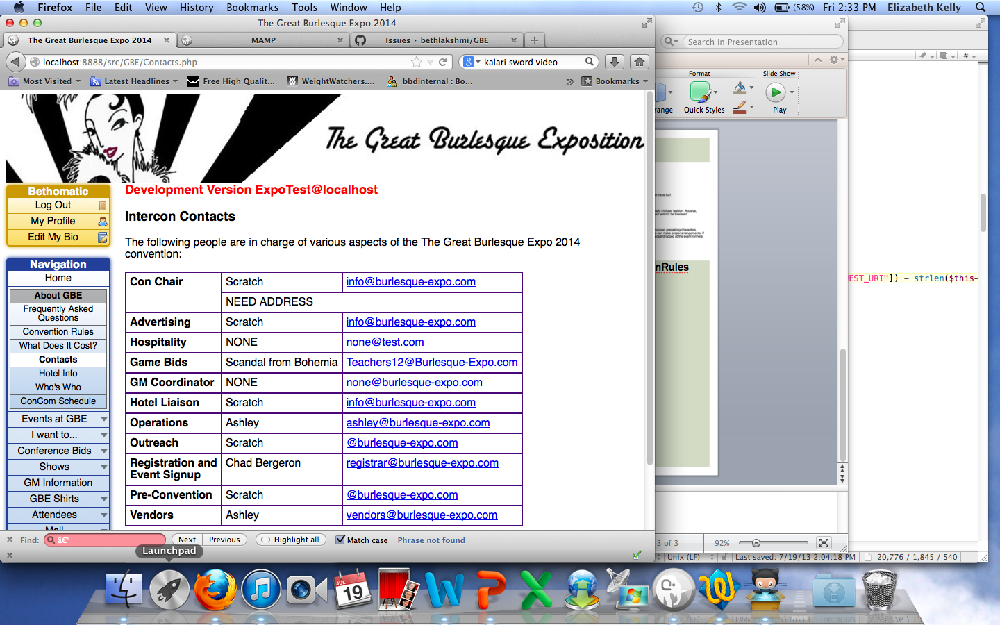 Firefox File Edit View History Bookmarks Tools Window Help (58%) Fri 2:33 PM Elizabeth Kelly
The Great Burlesque Expo 2014
The Great Burlesque Expo 2014 MAMP Issues · bethlakshmi/GBE
localhost:8888/src/GBE/Contacts.php kalari sword video
Most Visited Latest Headlines Free High Qualit... WeightWatchers.... bbdinternal : Bo... » Bookmarks
The Great Burlesque Exposition
Bethomatic
Log Out
My Profile
Edit My Bio
Navigation
Home
About GBE
Frequently Asked
Questions
Convention Rules
What Does It Cost?
Contacts
Hotel Info
Who's Who
ConCom Schedule
Events at GBE
I want to...
Conference Bids
Shows
GM Information
GBE Shirts
Attendees
Mail
Development Version ExpoTest@localhost
Intercon Contacts
The following people are in charge of various aspects of the The Great Burlesque Expo 2014
convention:
Con Chair Scratch info@burlesque-expo.com
NEED ADDRESS
Advertising Scratch info@burlesque-expo.com
Hospitality NONE none@test.com
Game Bids Scandal from Bohemia Teachers12@Burlesque-Expo.com
GM Coordinator NONE none@burlesque-expo.com
Hotel Liaison Scratch info@burlesque-expo.com
Operations Ashley ashley@burlesque-expo.com
Outreach Scratch @burlesque-expo.com
Registration and Chad Bergeron registrar@burlesque-expo.com
Event Signup
Pre-Convention Scratch @burlesque-expo.com
Vendors Ashley vendors@burlesque-expo.com
Find: â€“ Next Previous Highlight all Match case Phrase not found
Launchpad
Search in Presentation
Format Slide Show
ange Quick Styles Play
nRules
3 of 3 92%
#
EST_URI"]) - strlen($this-
Unix (LF) Last saved: 7/19/13 2:04:18 PM 20,776 / 1,845 / 540
JUL
19